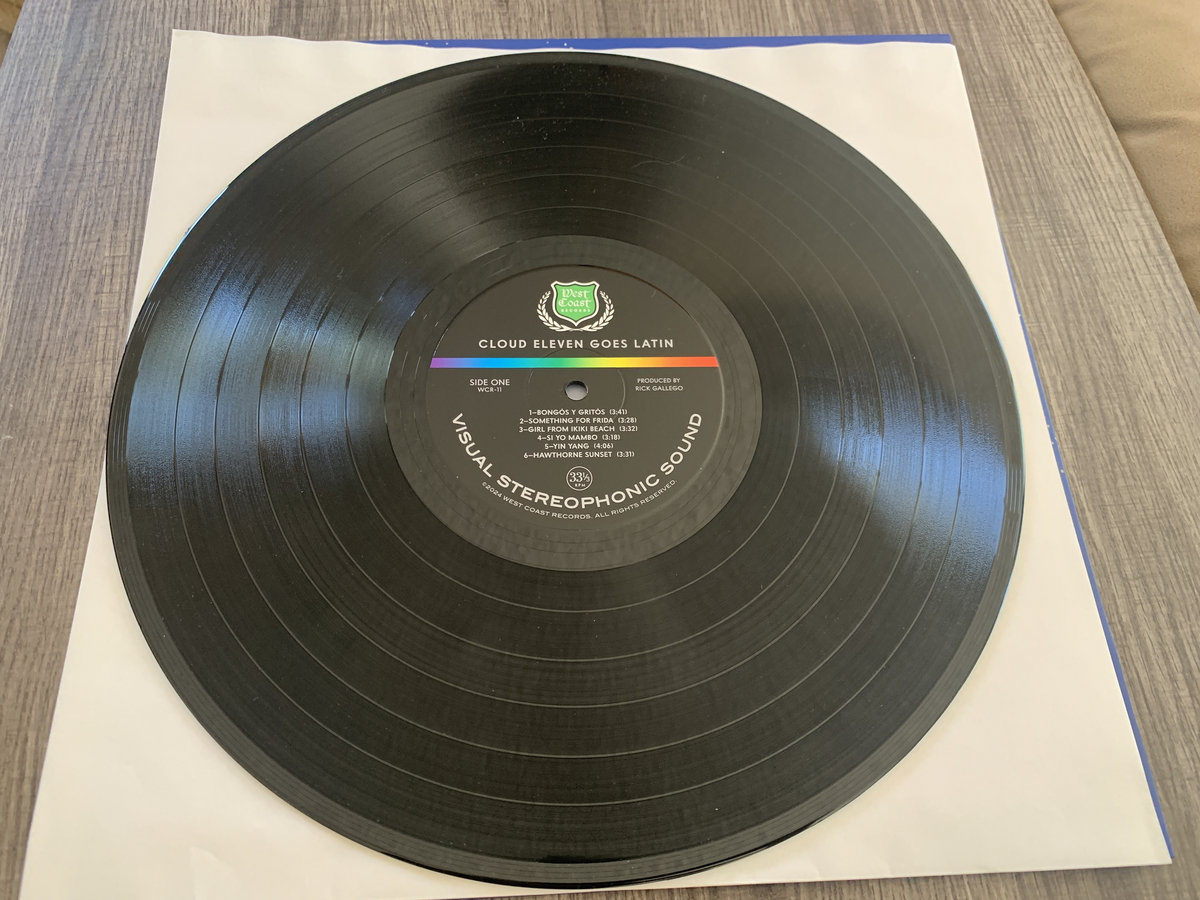 West
Coast
RECORDS
CLOUD ELEVEN GOES LATIN
SIDE ONE
WCR-11
PRODUCED BY
RICK GALLEGO
1–BONGÓS Y GRITÓS (3:41)
2–SOMETHING FOR FRIDA (3:28)
3–GIRL FROM IKIKI BEACH (3:32)
4–SI YO MAMBO (3:18)
5–YIN YANG (4:06)
6–HAWTHORNE SUNSET (3:31)
33⅓
RPM
VISUAL STEREOPHONIC SOUND
©2024 WEST COAST RECORDS. ALL RIGHTS RESERVED.